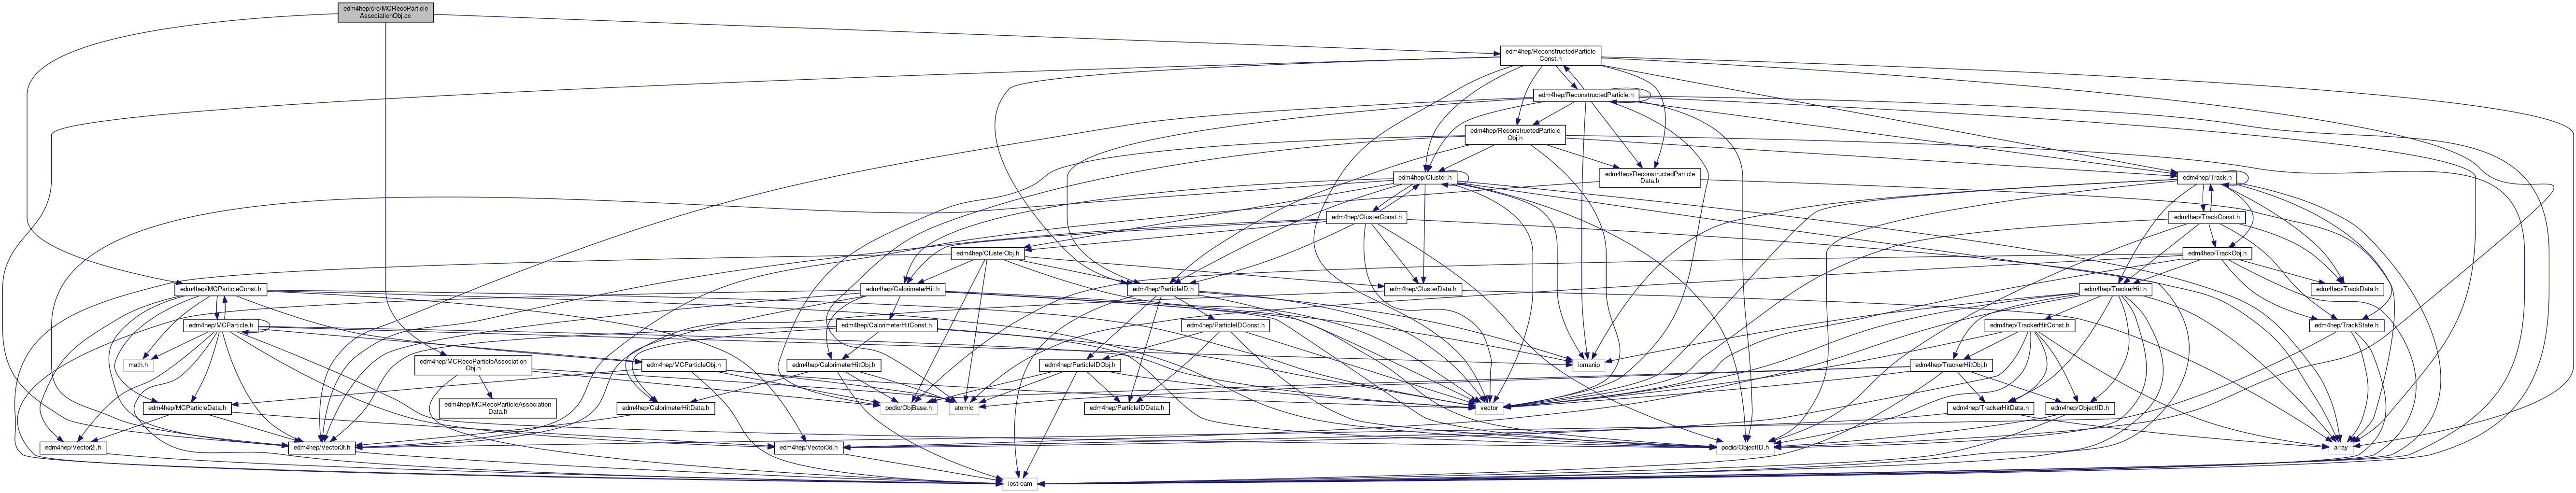 edm4hep/src/MCRecoParticle
AssociationObj.cc
edm4hep/ReconstructedParticle
Const.h
edm4hep/ReconstructedParticle.h
edm4hep/ReconstructedParticle
Obj.h
edm4hep/Cluster.h
edm4hep/ReconstructedParticle
Data.h
edm4hep/Track.h
edm4hep/ClusterConst.h
edm4hep/TrackConst.h
edm4hep/ClusterObj.h
edm4hep/TrackObj.h
edm4hep/MCParticleConst.h
edm4hep/CalorimeterHit.h
edm4hep/ParticleID.h
edm4hep/ClusterData.h
edm4hep/TrackerHit.h
edm4hep/TrackData.h
edm4hep/MCParticle.h
edm4hep/CalorimeterHitConst.h
edm4hep/ParticleIDConst.h
edm4hep/TrackerHitConst.h
edm4hep/TrackState.h
math.h
edm4hep/MCRecoParticleAssociation
Obj.h
edm4hep/MCParticleObj.h
edm4hep/CalorimeterHitObj.h
edm4hep/ParticleIDObj.h
iomanip
edm4hep/TrackerHitObj.h
edm4hep/MCParticleData.h
edm4hep/MCRecoParticleAssociation
Data.h
edm4hep/CalorimeterHitData.h
podio/ObjBase.h
atomic
edm4hep/ParticleIDData.h
vector
edm4hep/TrackerHitData.h
edm4hep/ObjectID.h
edm4hep/Vector2i.h
edm4hep/Vector3f.h
edm4hep/Vector3d.h
podio/ObjectID.h
array
iostream